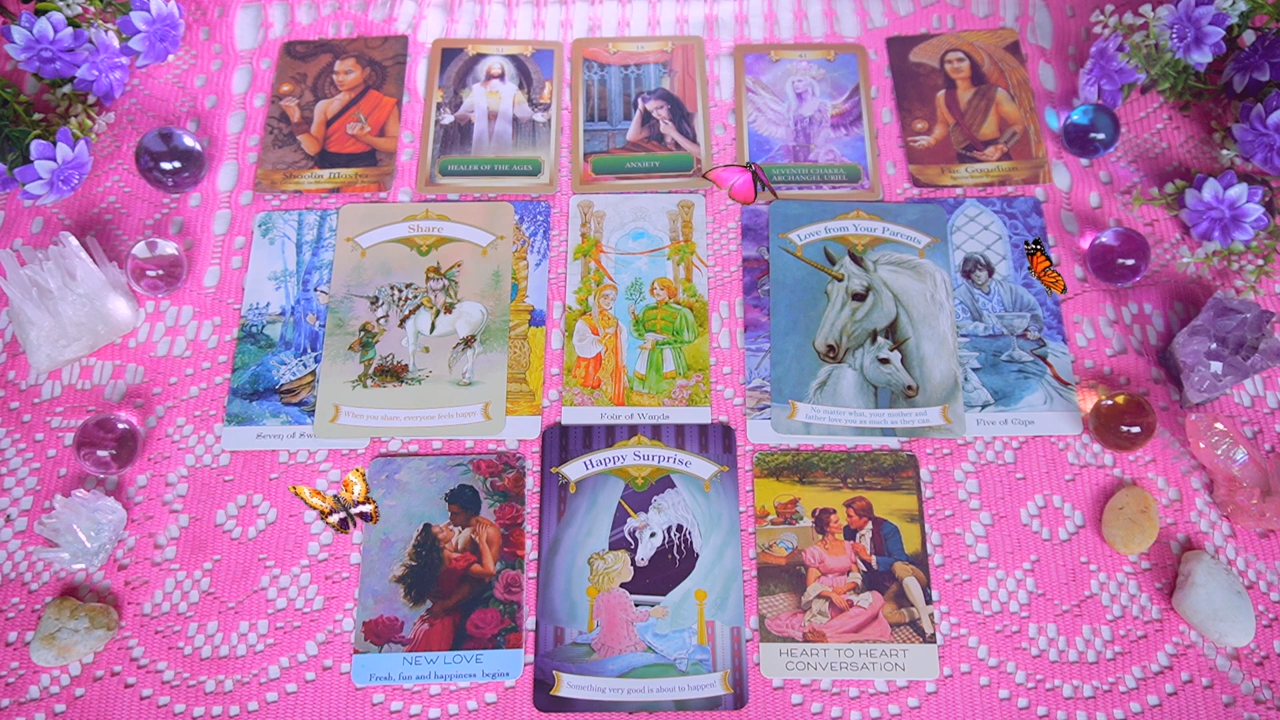 Shaolin Master
51
HEALER OF THE AGES
18
ANXIETY
41
SEVENTH CHAKRA,
ARCHANGEL URIEL
Guardian
Share
When you share, everyone feels happy.
Seven of
Four of Wands
Love from Your Parents
No matter what, your mother and
father love you as much as they can.
Five of Cups
NEW LOVE
Fresh, fun and happiness begins
Happy Surprise
Something very good is about to happen!
HEART TO HEART
CONVERSATION